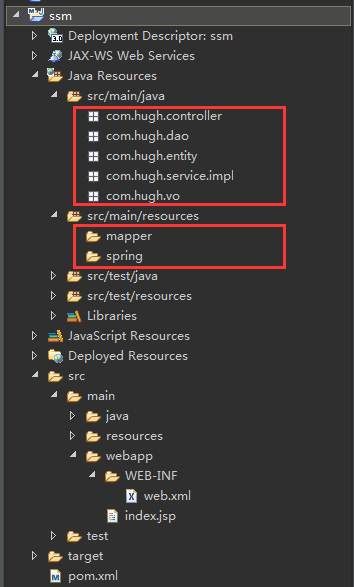 ssm
Deployment Descriptor: ssm
JAX-WS Web Services
Java Resources
src/main/java
com.hugh.controller
com.hugh.dao
com.hugh.entity
com.hugh.service.impl
com.hugh.vo
src/main/resources
mapper
spring
src/test/java
src/test/resources
Libraries
JavaScript Resources
Deployed Resources
src
main
java
resources
webapp
WEB-INF
web.xml
index.jsp
test
target
pom.xml